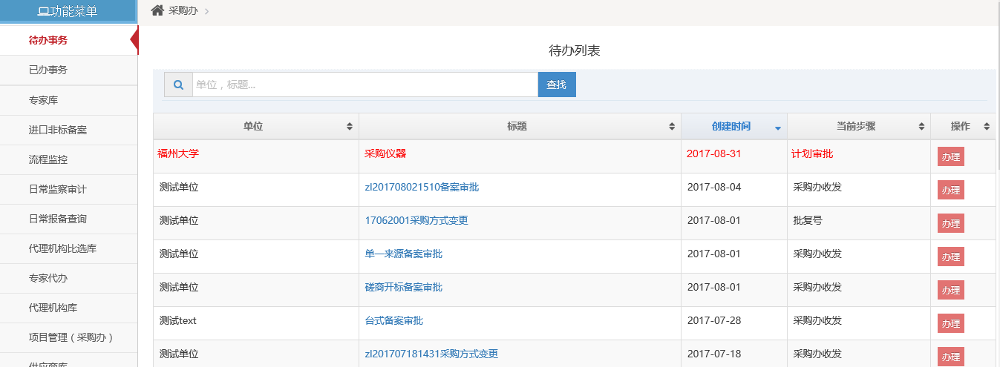 功能菜单
待办事务
已办事务
专家库
进口非标备案
流程监控
日常监察审计
日常报备查询
代理机构比选库
专家代办
代理机构库
项目管理（采购办）
供应商库
采购办
待办列表
单位，标题... 查找
单位 标题 创建时间 当前步骤 操作
福州大学 采购仪器 2017-08-31 计划审批 办理
测试单位 zl201708021510备案审批 2017-08-04 采购办收发 办理
测试单位 17062001采购方式变更 2017-08-01 批复号 办理
测试单位 单一来源备案审批 2017-08-01 采购办收发 办理
测试单位 磋商开标备案审批 2017-08-01 采购办收发 办理
测试text 台式备案审批 2017-07-28 采购办收发 办理
测试单位 zl201707181431采购方式变更 2017-07-18 采购办收发 办理